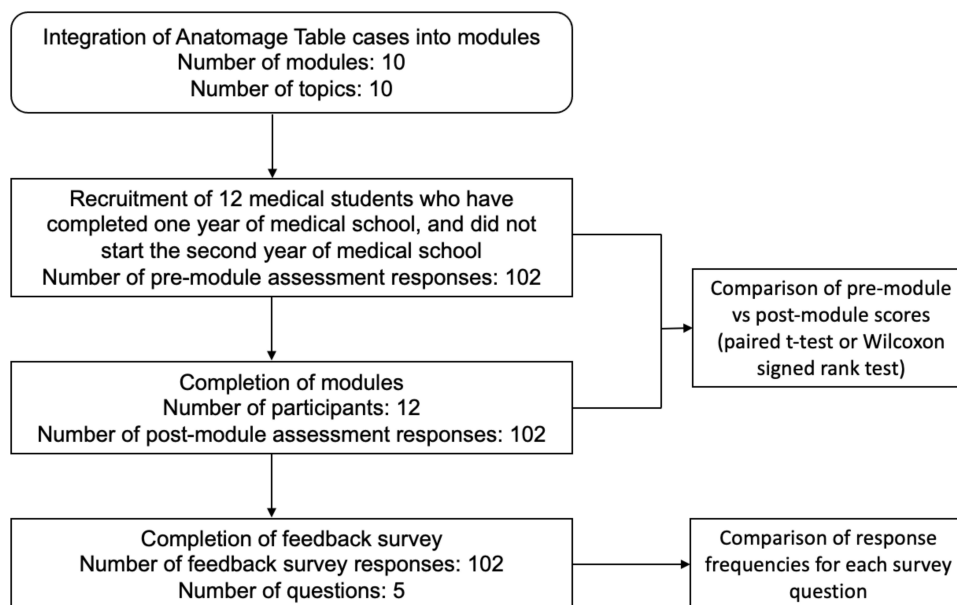 Integration of Anatomage Table cases into modules
Number of modules: 10
Number of topics: 10
Recruitment of 12 medical students who have
completed one year of medical school, and did not
start the second year of medical school
Number of pre-module assessment responses: 102
Comparison of pre-module
vs post-module scores
(paired t-test or Wilcoxon
signed rank test)
Completion of modules
Number of participants: 12
Number of post-module assessment responses: 102
Completion of feedback survey
Number of feedback survey responses: 102
Number of questions: 5
Comparison of response
frequencies for each survey
question